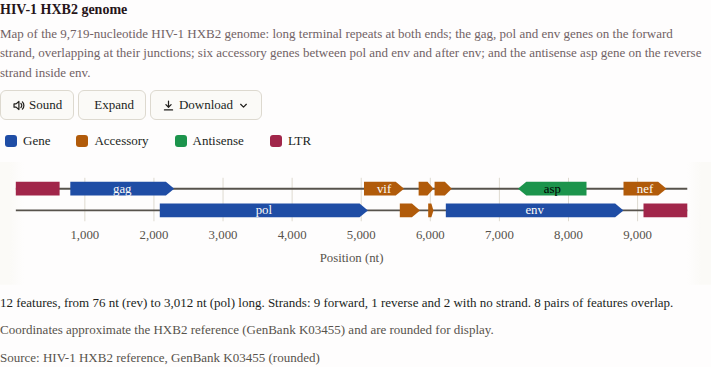 HIV-1 HXB2 genome
Map of the 9,719-nucleotide HIV-1 HXB2 genome: long terminal repeats at both ends; the gag, pol and env genes on the forward
strand, overlapping at their junctions; six accessory genes between pol and env and after env; and the antisense asp gene on the reverse
strand inside env.
Sound Expand Download
Gene Accessory Antisense LTR
gag vif asp nef
pol env
1,000 2,000 3,000 4,000 5,000 6,000 7,000 8,000 9,000
Position (nt)
12 features, from 76 nt (rev) to 3,012 nt (pol) long. Strands: 9 forward, 1 reverse and 2 with no strand. 8 pairs of features overlap.
Coordinates approximate the HXB2 reference (GenBank K03455) and are rounded for display.
Source: HIV-1 HXB2 reference, GenBank K03455 (rounded)